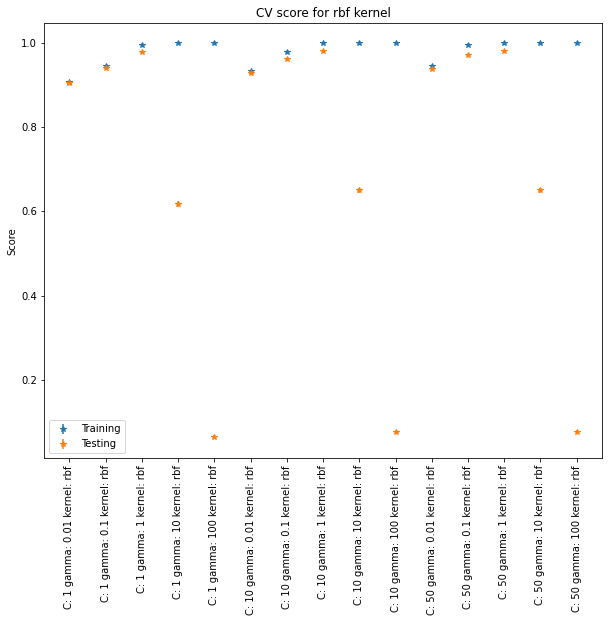 CV score for rbf kernel
1.0
0.8
0.6
0.4
0.2
Score
Training
Testing
C: 1 gamma: 0.01 kernel: rbf
C: 1 gamma: 0.1 kernel: rbf
C: 1 gamma: 1 kernel: rbf
C: 1 gamma: 10 kernel: rbf
C: 1 gamma: 100 kernel: rbf
C: 10 gamma: 0.01 kernel: rbf
C: 10 gamma: 0.1 kernel: rbf
C: 10 gamma: 1 kernel: rbf
C: 10 gamma: 10 kernel: rbf
C: 10 gamma: 100 kernel: rbf
C: 50 gamma: 0.01 kernel: rbf
C: 50 gamma: 0.1 kernel: rbf
C: 50 gamma: 1 kernel: rbf
C: 50 gamma: 10 kernel: rbf
C: 50 gamma: 100 kernel: rbf